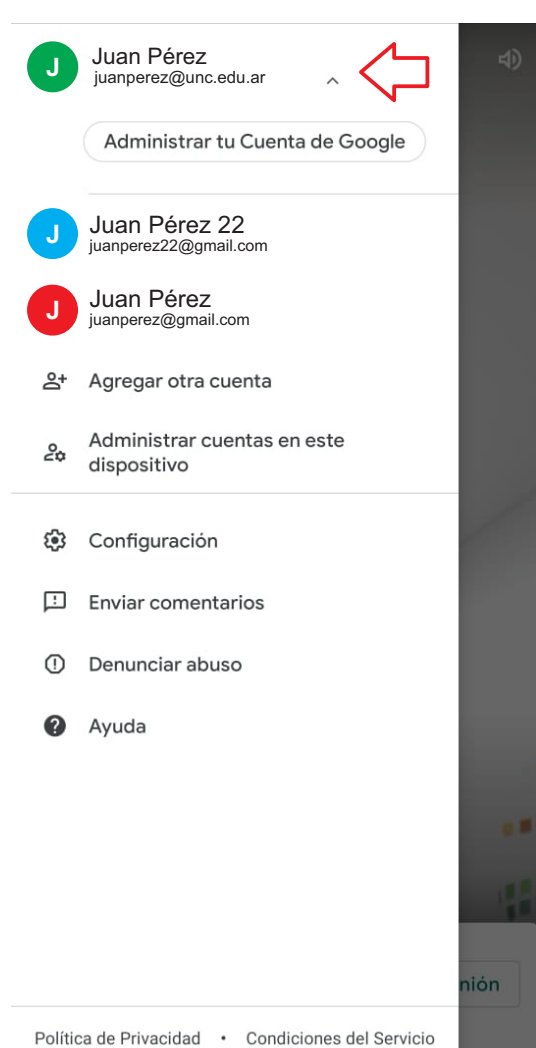 J
Juan Pérez
juanperez@unc.edu.ar
Administrar tu Cuenta de Google
J
Juan Pérez 22
juanperez22@gmail.com
J
Juan Pérez
juanperez@gmail.com
Agregar otra cuenta
Administrar cuentas en este
dispositivo
Configuración
Enviar comentarios
Denunciar abuso
Ayuda
nión
Política de Privacidad • Condiciones del Servicio